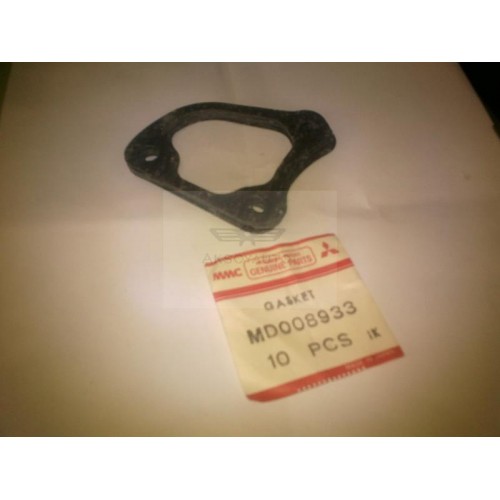 MMC
GENUINE PARTS
GASKET
MD008933
10 PCS 1K